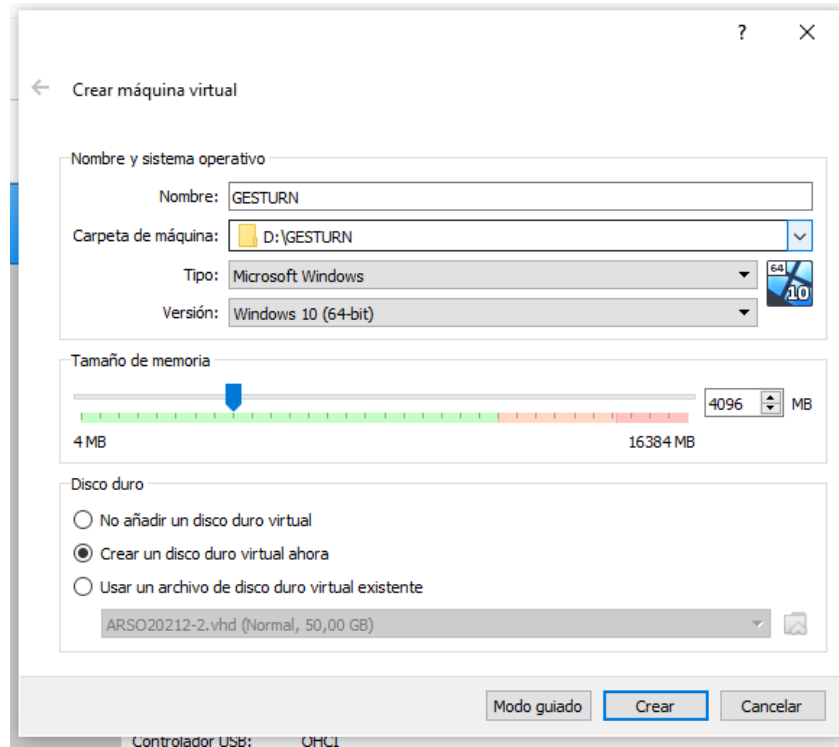 ?
Crear máquina virtual
Nombre y sistema operativo
Nombre: GESTURN
Carpeta de máquina: D:\GESTURN
Tipo: Microsoft Windows
64
10
Versión: Windows 10 (64-bit)
Tamaño de memoria
4096 MB
4 MB 16384 MB
Disco duro
No añadir un disco duro virtual
Crear un disco duro virtual ahora
Usar un archivo de disco duro virtual existente
ARSO20212-2.vhd (Normal, 50,00 GB)
Modo guiado Crear Cancelar
Controlador USB: OHCI